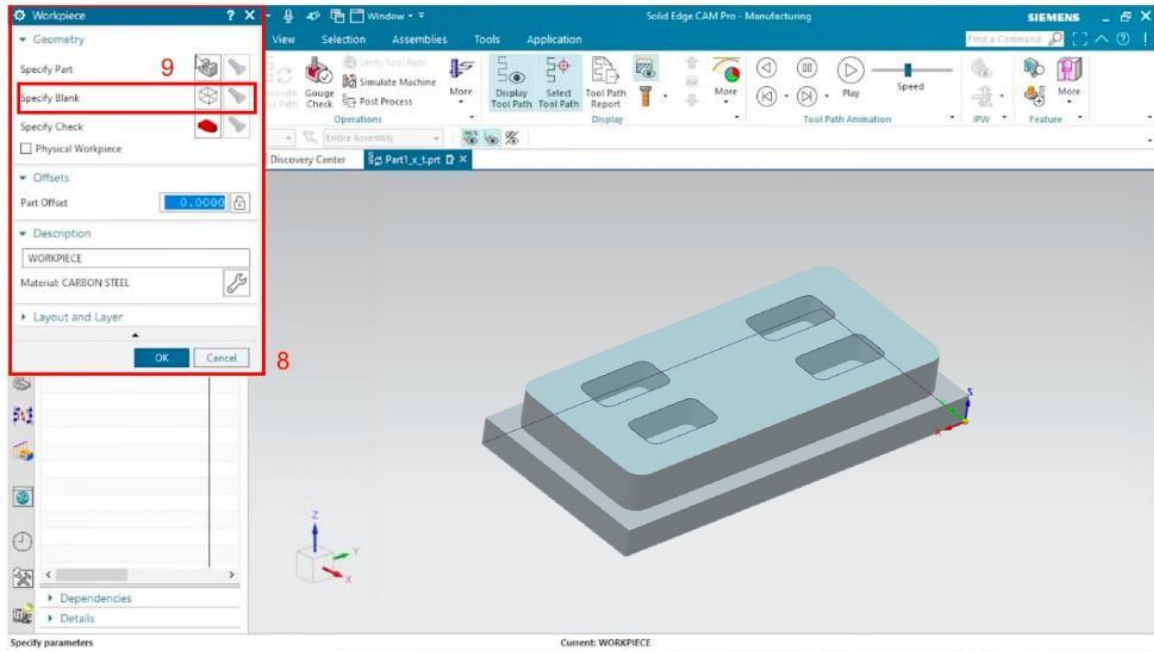 Workpiece ? ×
Window
Solid Edge CAM Pro - Manufacturing
SIEMENS
View Selection Assemblies Tools Application
Find a Command
Geometry
Specify Part
9
Specify Blank
Specify Check
Physical Workpiece
Offsets
Part Offset 0.0000
Description
WORKPIECE
Material: CARBON STEEL
Layout and Layer
OK Cancel
8
Gouge Check
Verify Tool Path
Simulate Machine
Post Process
More
Operations
Display Tool Path
Select Tool Path
Tool Path Report
More
Display
Play
Speed
Tool Path Animation
IPW
More
Feature
Entire Assembly
Discovery Center
Part1_x_t.prt
Z
X
Z
Y
X
Dependencies
Details
Specify parameters
Current: WORKPIECE